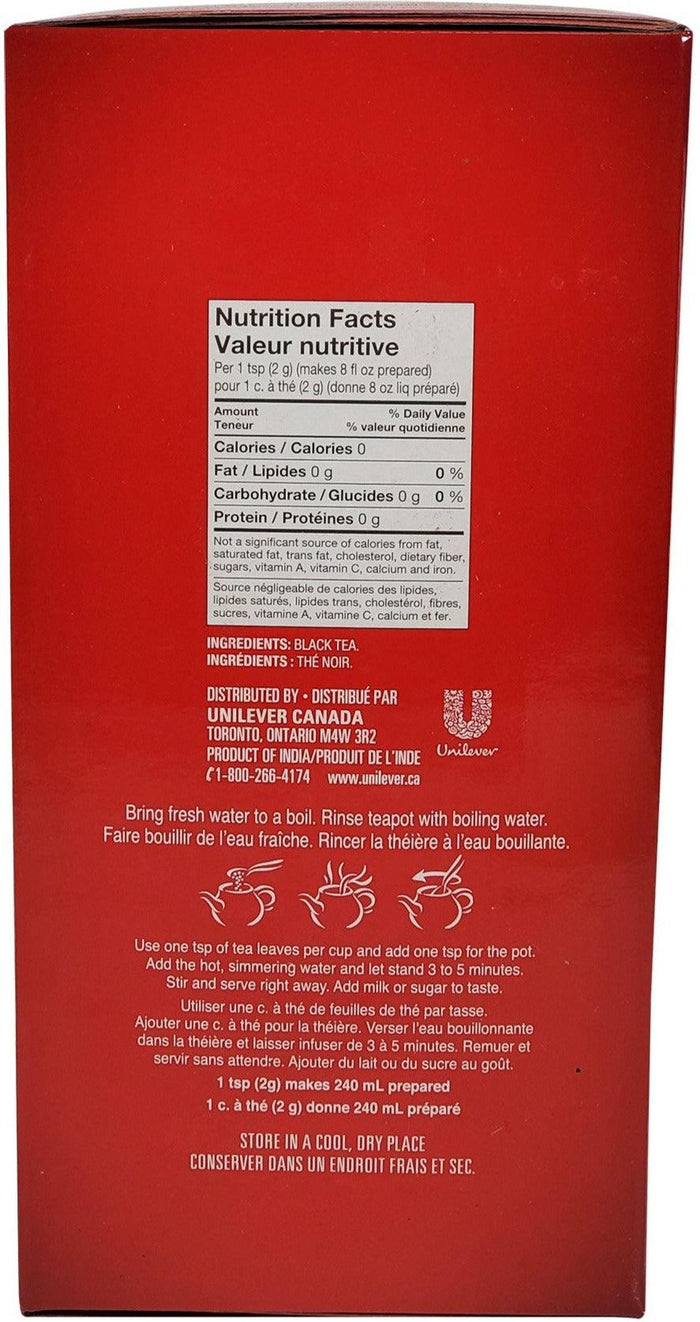 Nutrition Facts
Valeur nutritive
Per 1 tsp (2 g) (makes 8 fl oz prepared)
pour 1 c. à thé (2 g) (donne 8 oz liq préparé)
Amount % Daily Value
Teneur % valeur quotidienne
Calories / Calories 0
Fat / Lipides 0 g 0 %
Carbohydrate / Glucides 0 g 0 %
Protein / Protéines 0 g
Not a significant source of calories from fat,
saturated fat, trans fat, cholesterol, dietary fiber,
sugars, vitamin A, vitamin C, calcium and iron.
Source négligeable de calories des lipides,
lipides saturés, lipides trans, cholestérol, fibres,
sucres, vitamine A, vitamine C, calcium et fer.
INGREDIENTS: BLACK TEA.
INGRÉDIENTS : THÉ NOIR.
DISTRIBUTED BY • DISTRIBUÉ PAR
UNILEVER CANADA
TORONTO, ONTARIO M4W 3R2
PRODUCT OF INDIA/PRODUIT DE L'INDE
✆1-800-266-4174 www.unilever.ca
Unilever
Bring fresh water to a boil. Rinse teapot with boiling water.
Faire bouillir de l'eau fraîche. Rincer la théière à l'eau bouillante.
Use one tsp of tea leaves per cup and add one tsp for the pot.
Add the hot, simmering water and let stand 3 to 5 minutes.
Stir and serve right away. Add milk or sugar to taste.
Utiliser une c. à thé de feuilles de thé par tasse.
Ajouter une c. à thé pour la théière. Verser l'eau bouillonnante
dans la théière et laisser infuser de 3 à 5 minutes. Remuer et
servir sans attendre. Ajouter du lait ou du sucre au goût.
1 tsp (2g) makes 240 mL prepared
1 c. à thé (2 g) donne 240 mL préparé
STORE IN A COOL, DRY PLACE
CONSERVER DANS UN ENDROIT FRAIS ET SEC.